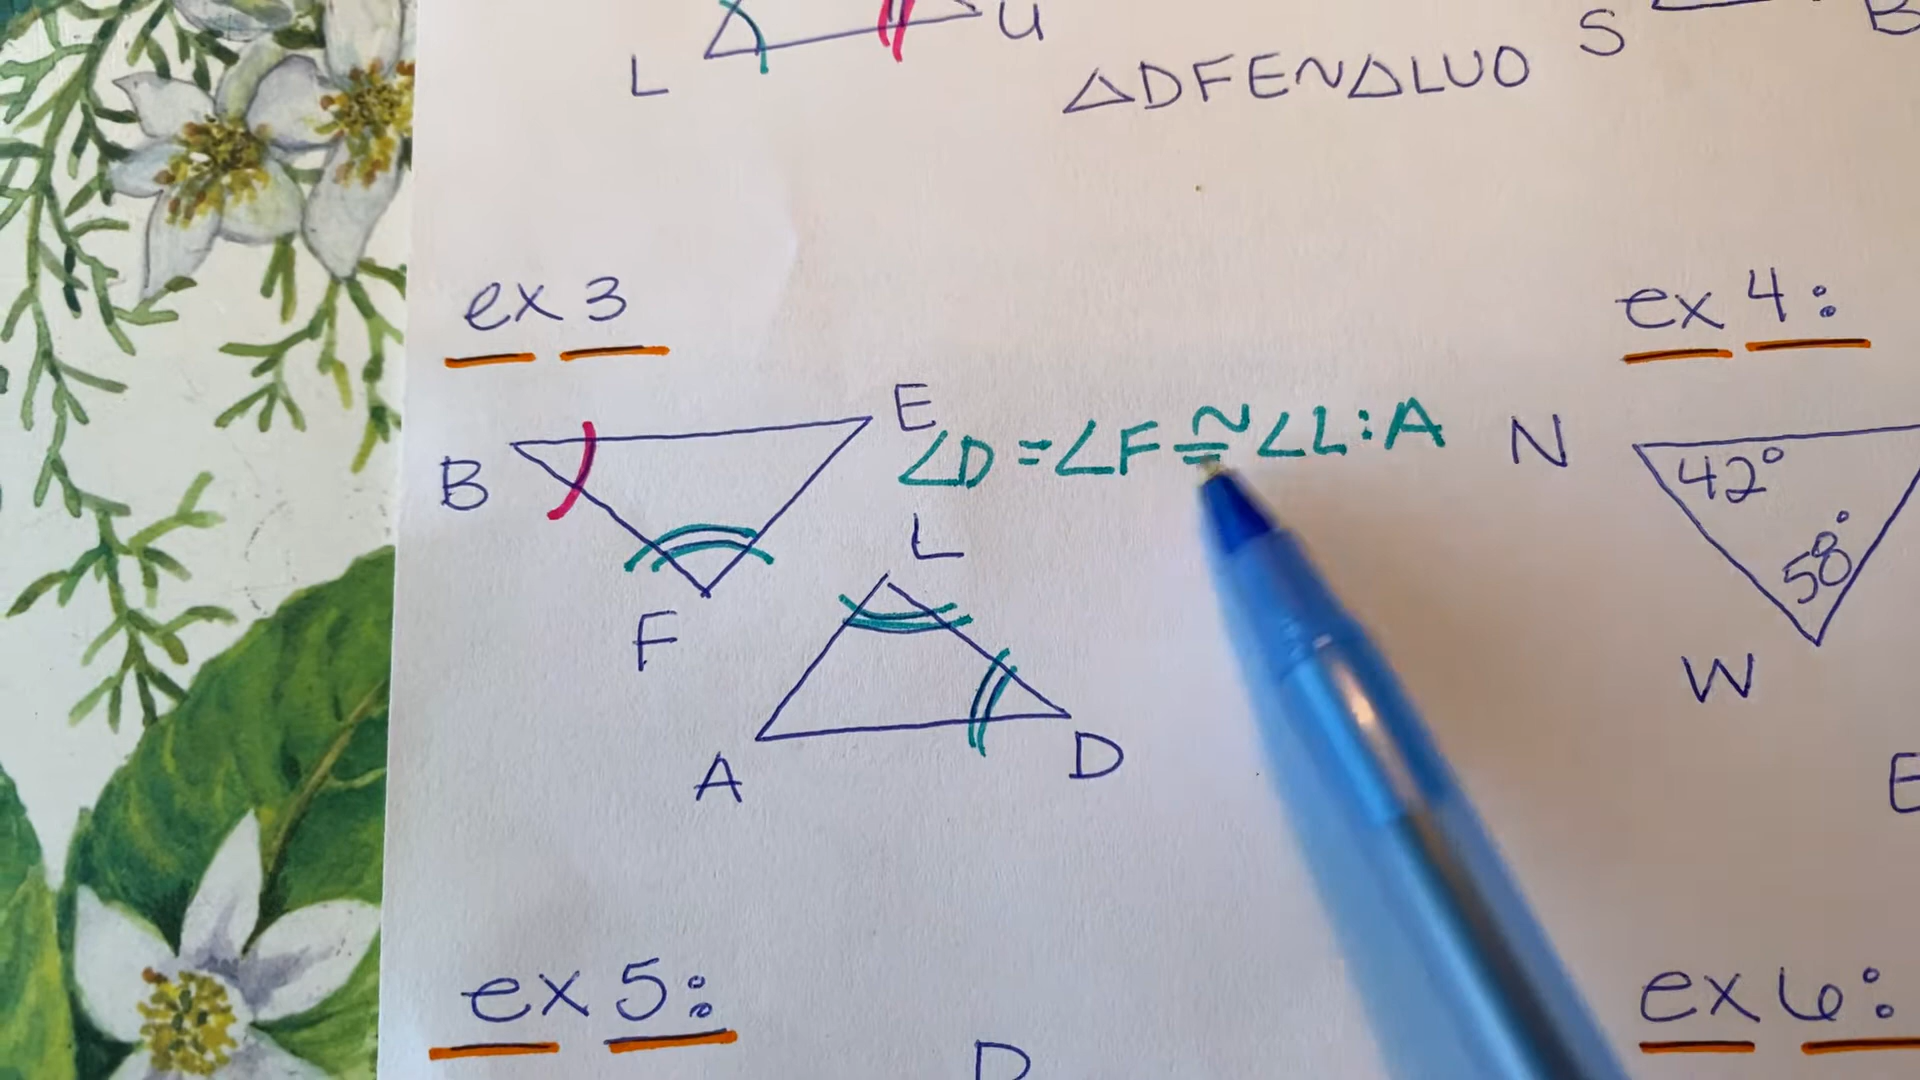 L
U
△DFE~△LUO
S
B
ex 3
ex 4:
E
B
∠D=∠F≅∠L:A
N
42°
58°
L
F
W
A
D
E
ex 5:
ex 6:
D